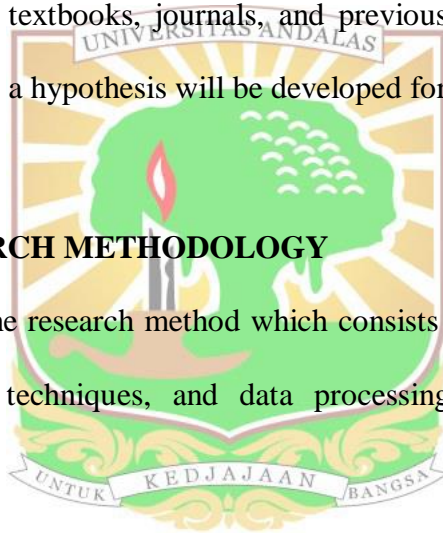 textbooks, journals, and previous
UNIVERSITAS ANDALAS
a hypothesis will be developed for
RCH METHODOLOGY
he research method which consists
techniques, and data processing
UNTUK KEDJAJAAN BANGSA